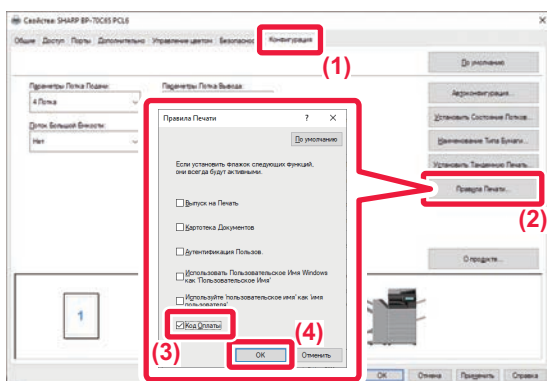 Свойства: SHARP BP-70C65 PCL6
Общие Доступ Порты Дополнительно Управление цветом Безопасность Конфигурация
(1)
По умолчанию
Параметры Лотка Подачи: Параметры Лотка Вывода:
4 Лотка
Автоконфигурация...
Лоток Большой Ёмкости:
Нет
Установить Состояние Лотков...
Наименование Типа Бумаги...
Установить Тандемную Печать...
Правила Печати...
(2)
О продукте...
Правила Печати ? ×
По умолчанию
Если установить флажок следующих функций,
они всегда будут активными.
Выпуск на Печать
Картотека Документов
Аутентификация Пользов.
Использовать Пользовательское Имя Windows
как 'Пользовательское Имя'
Используйте 'пользовательское имя' как 'имя
пользователя'
Код Оплаты
(3)
(4)
OK Отменить
1
OK Отмена Применить Справка